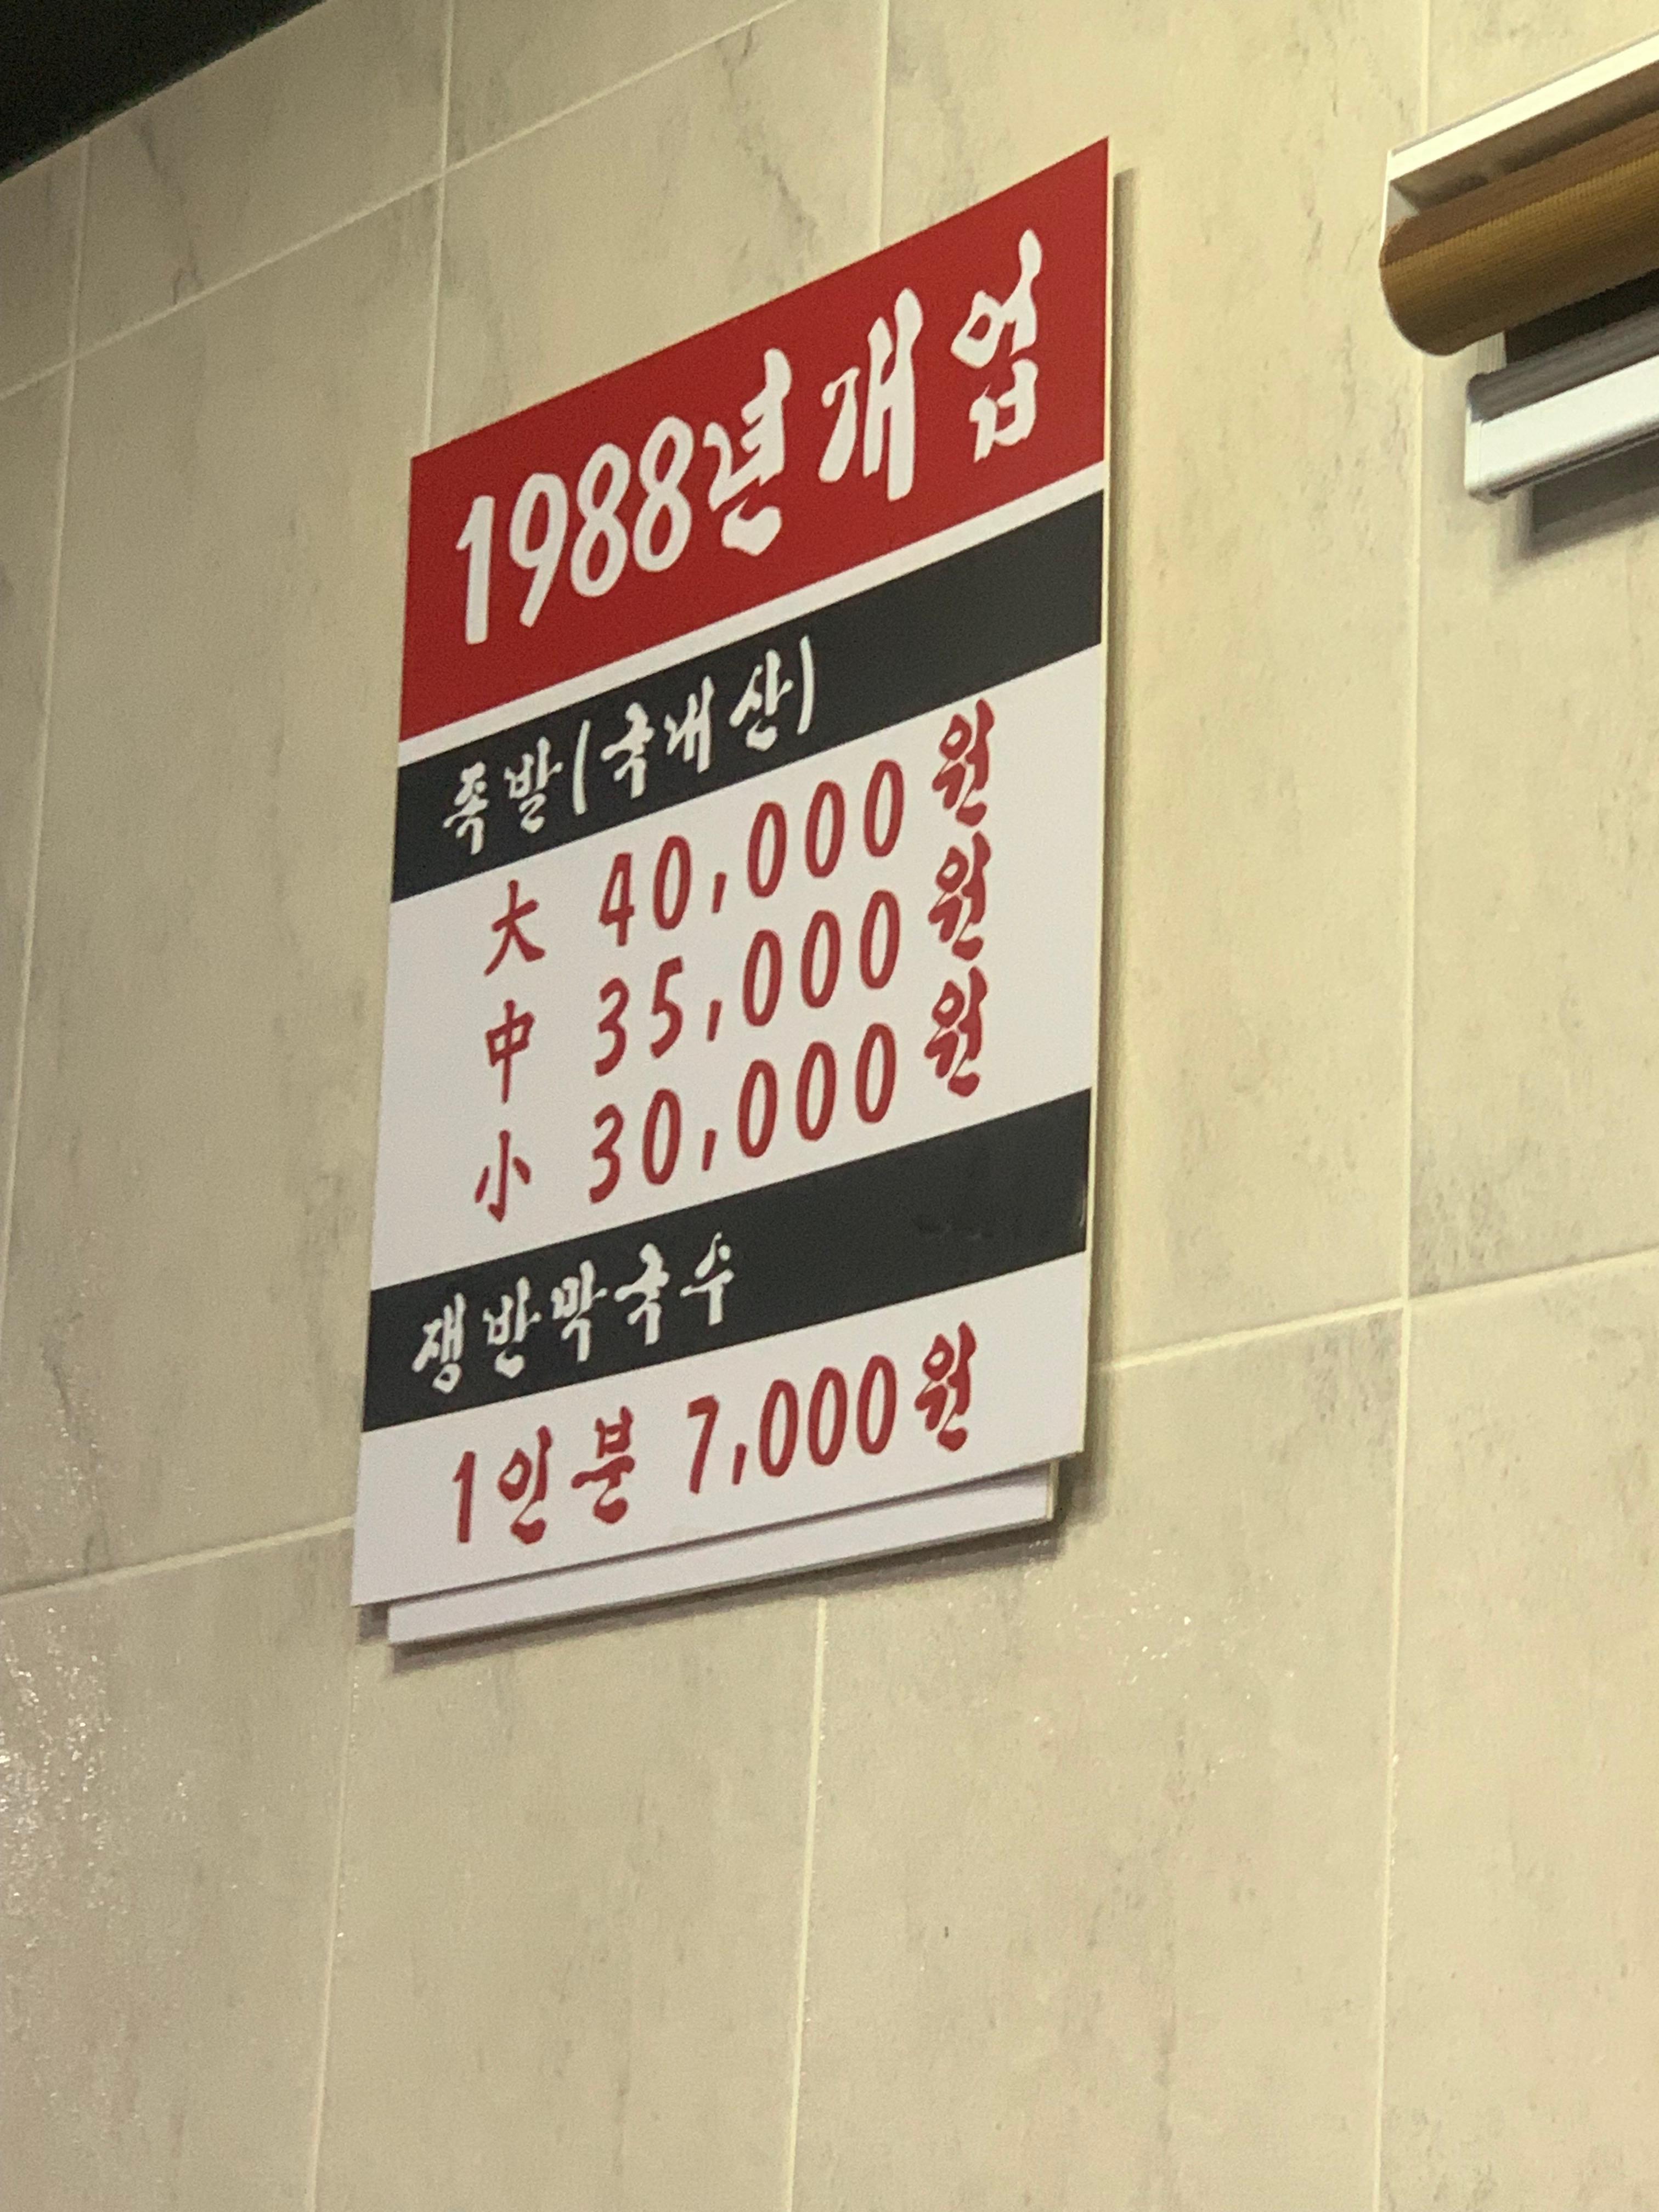 1988년개업
족발(국내산)
大 40,000원
中 35,000원
小 30,000원
쟁반막국수
1인분 7,000원